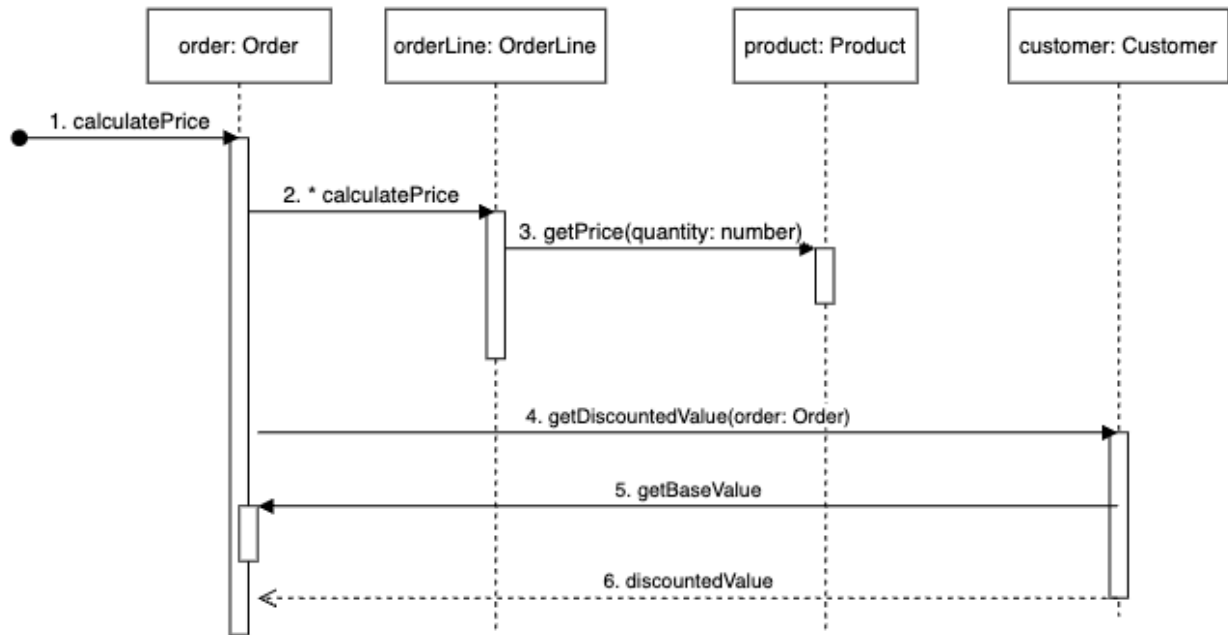 order: Order
orderLine: OrderLine
product: Product
customer: Customer
1. calculatePrice
2. * calculatePrice
3. getPrice(quantity: number)
4. getDiscountedValue(order: Order)
5. getBaseValue
6. discountedValue